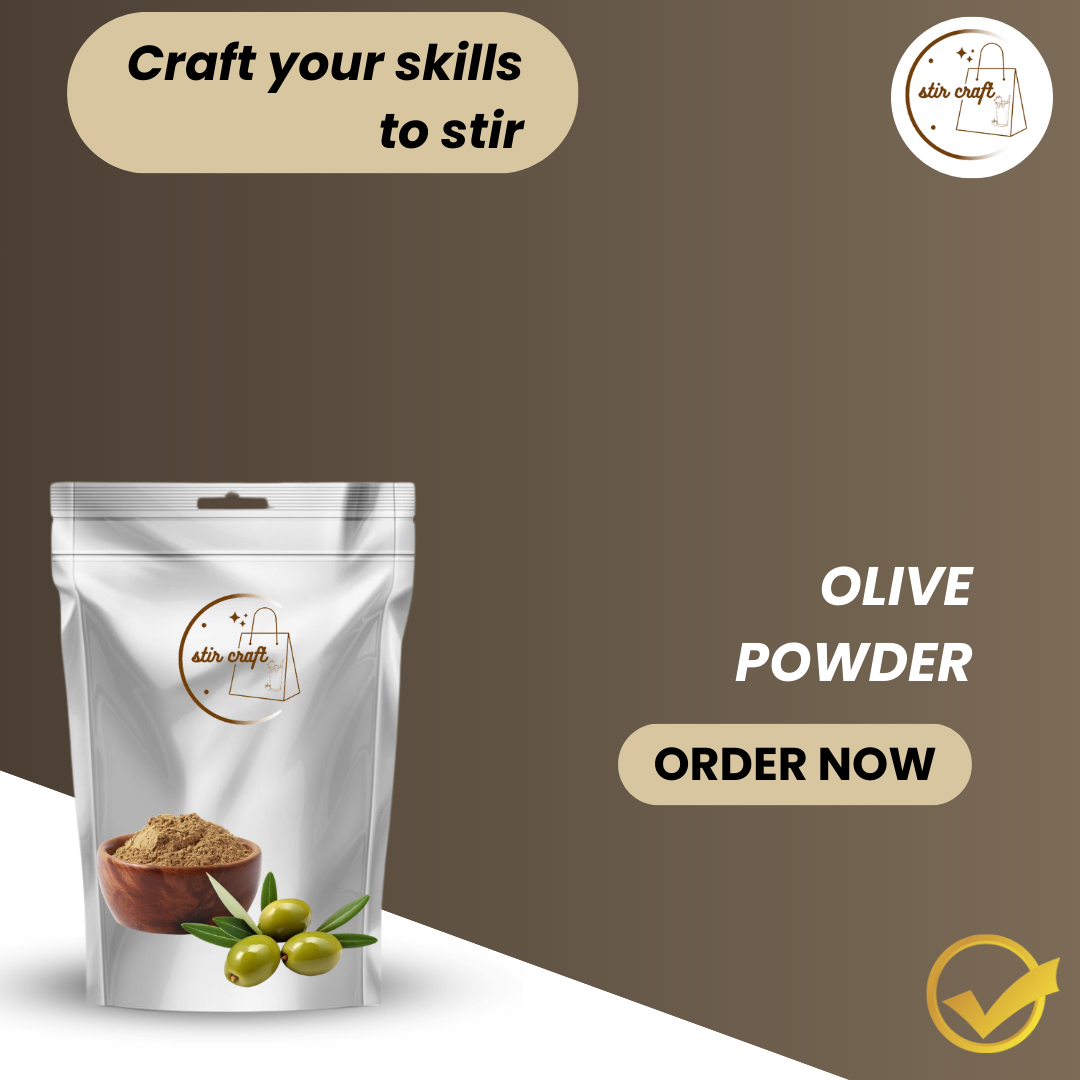 Craft your skills
to stir
stir craft
stir craft
OLIVE
POWDER
ORDER NOW